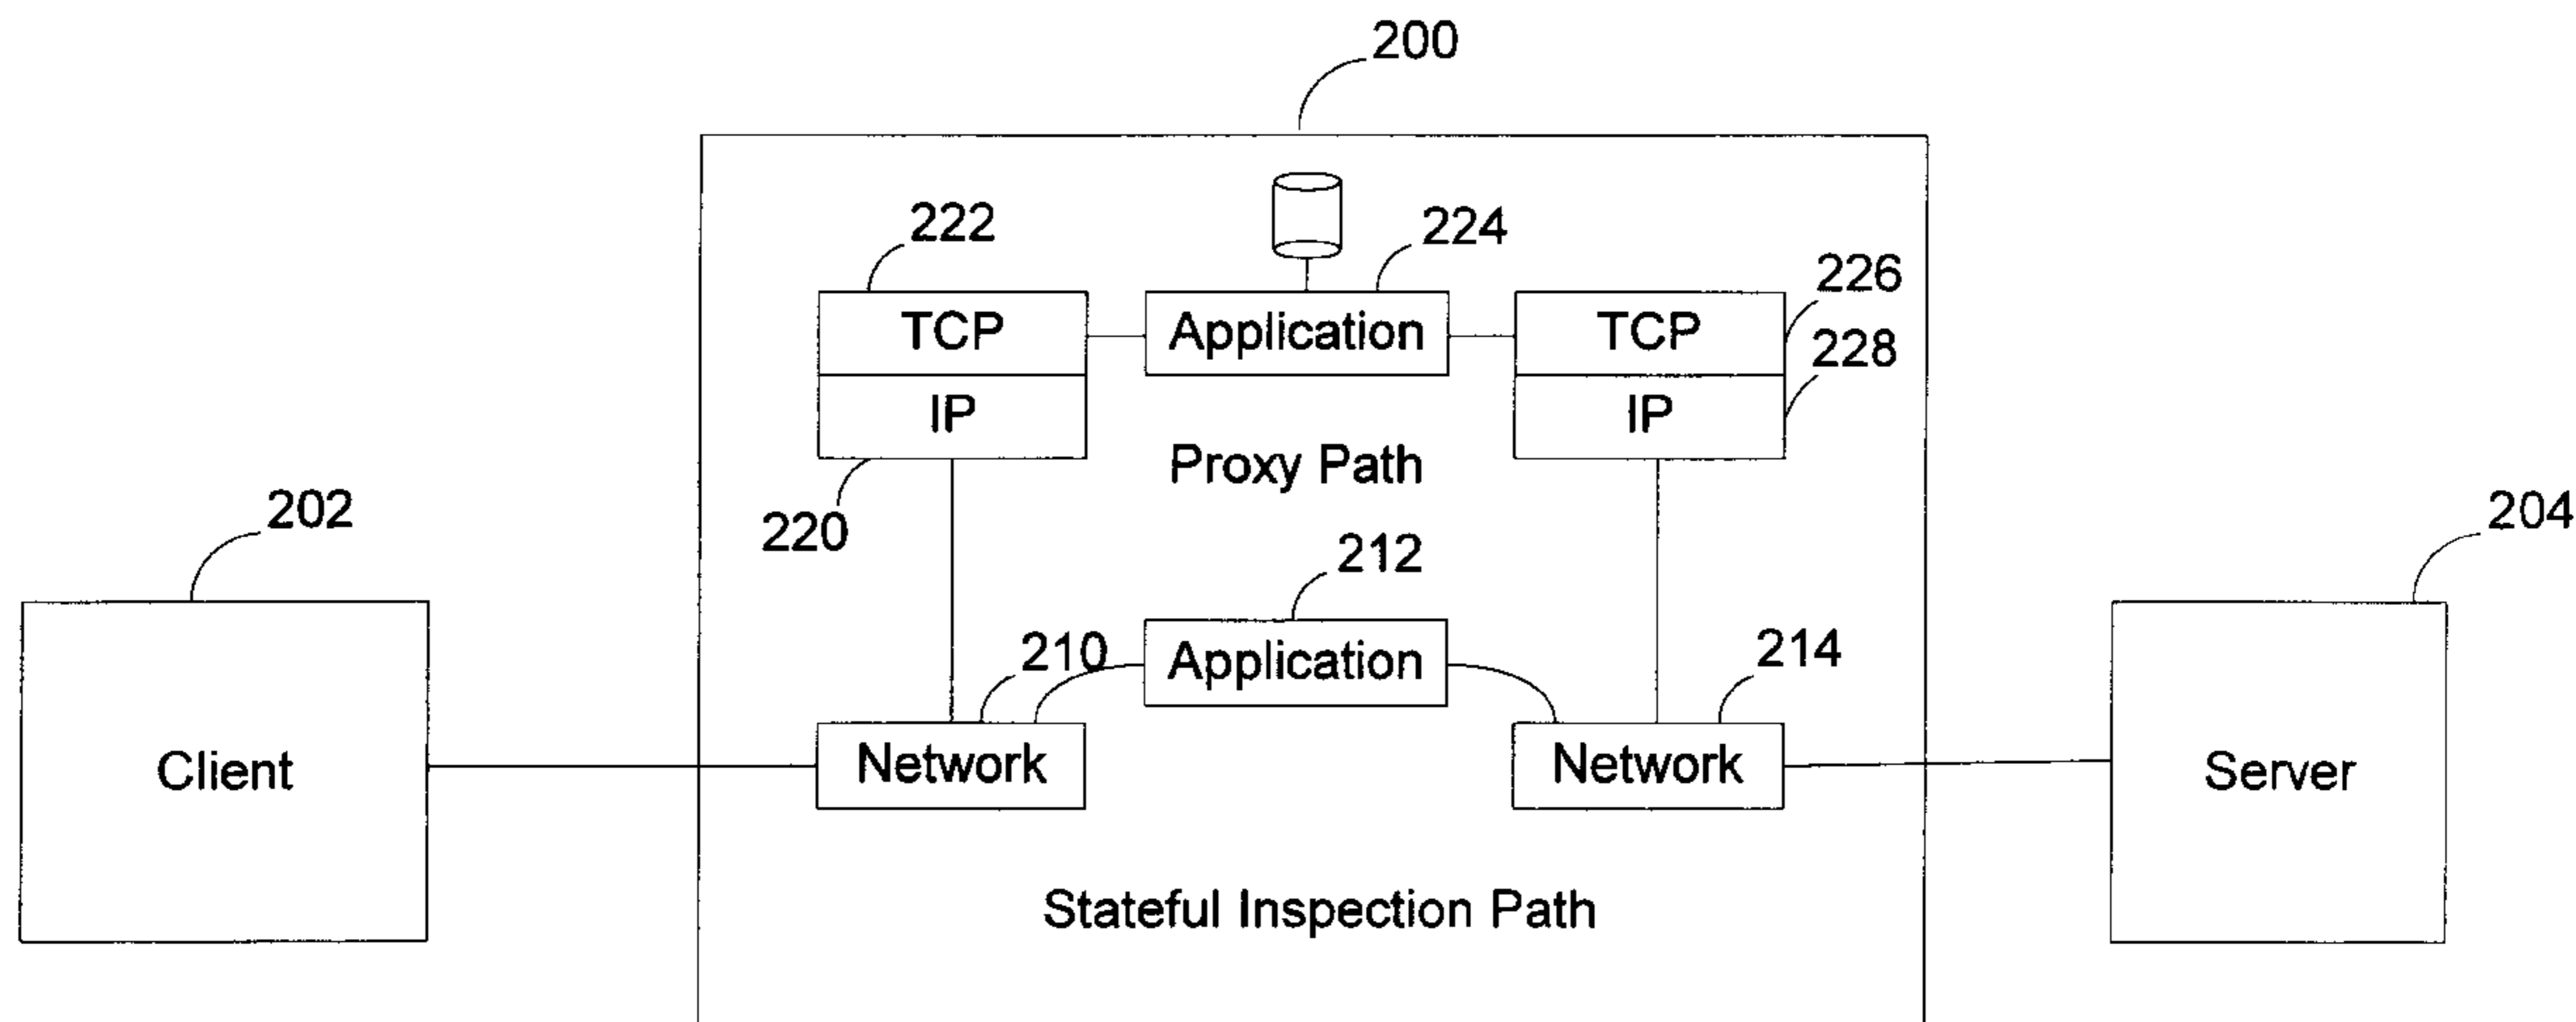 200
222
224
226
TCP
Application
TCP
228
IP
IP
Proxy Path
202
220
204
212
210
Application
214
Client
Network
Network
Server
Stateful Inspection Path